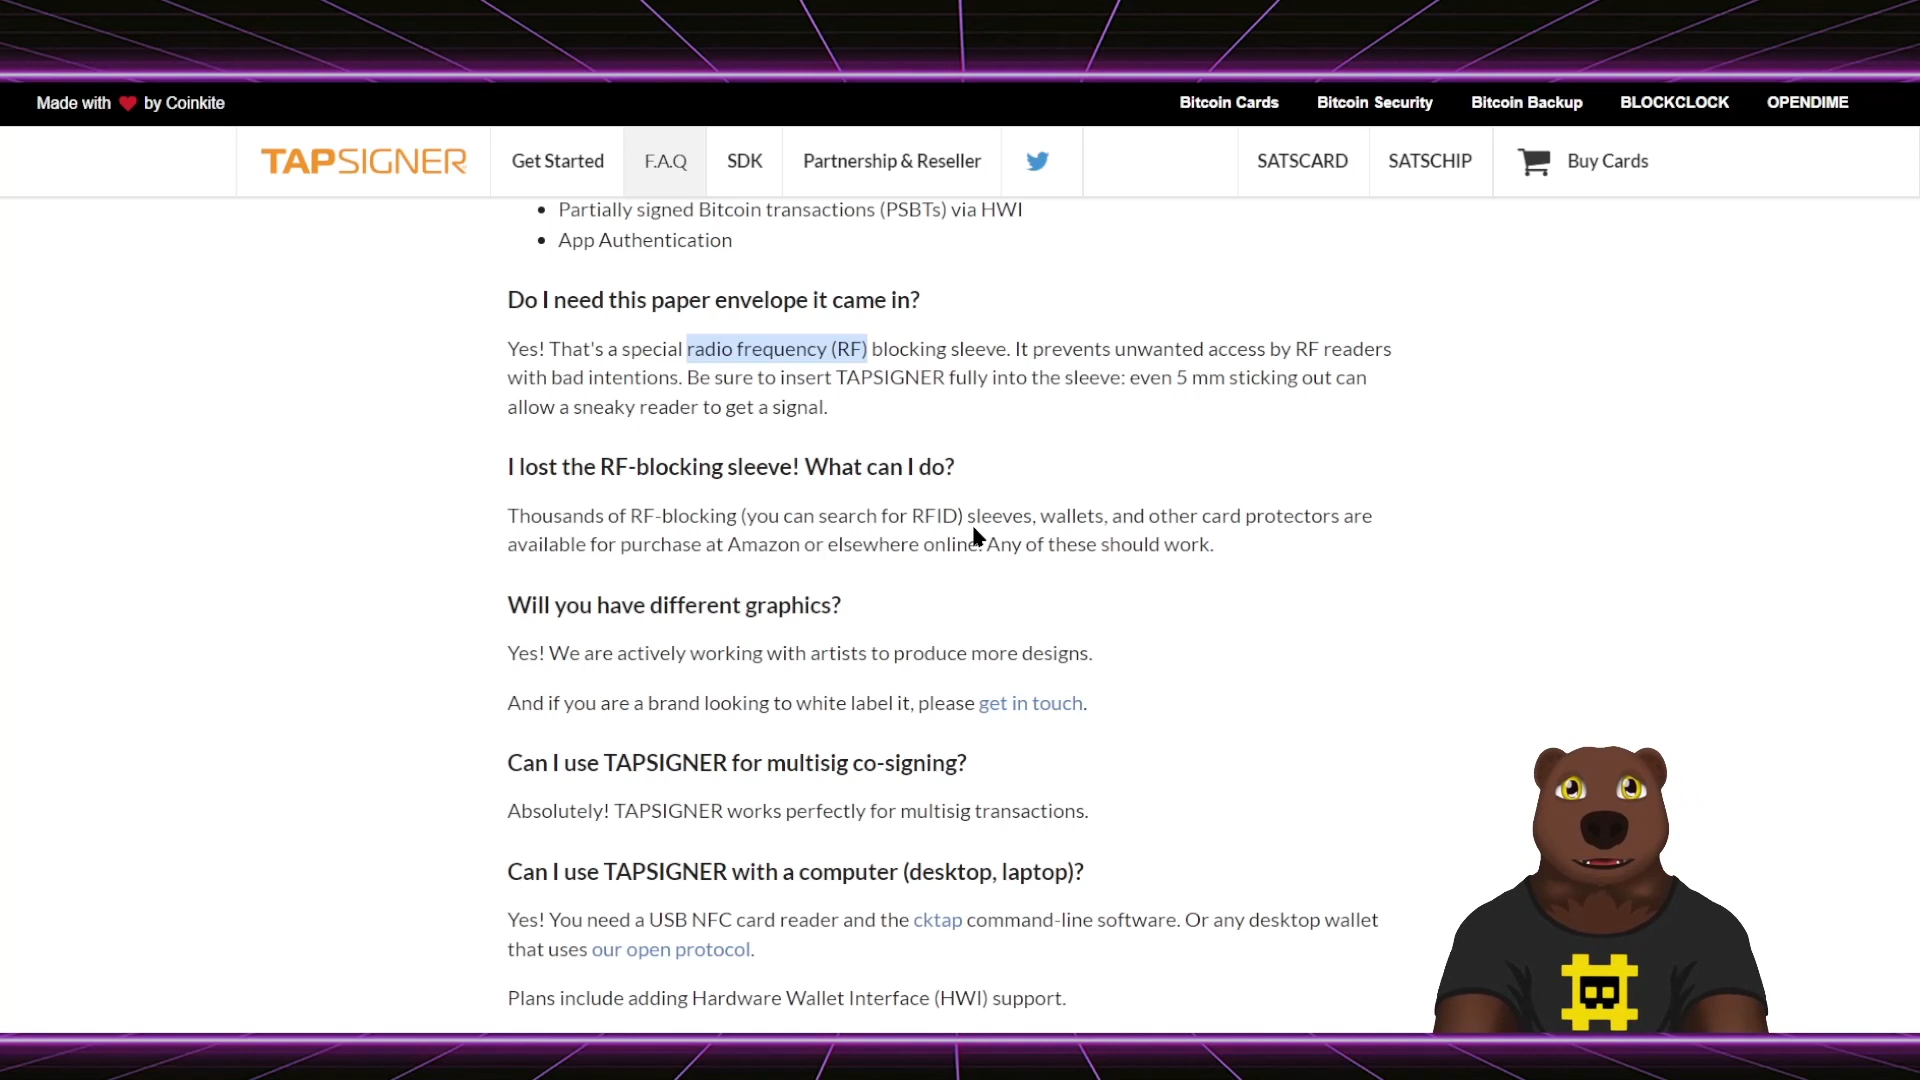 Made with ❤ by Coinkite
Bitcoin Cards Bitcoin Security Bitcoin Backup BLOCKCLOCK OPENDIME
TAPSIGNER Get Started F.A.Q SDK Partnership & Reseller SATSCARD SATSCHIP Buy Cards
• Partially signed Bitcoin transactions (PSBTs) via HWI
• App Authentication
Do I need this paper envelope it came in?
Yes! That's a special radio frequency (RF) blocking sleeve. It prevents unwanted access by RF readers
with bad intentions. Be sure to insert TAPSIGNER fully into the sleeve: even 5 mm sticking out can
allow a sneaky reader to get a signal.
I lost the RF-blocking sleeve! What can I do?
Thousands of RF-blocking (you can search for RFID) sleeves, wallets, and other card protectors are
available for purchase at Amazon or elsewhere online. Any of these should work.
Will you have different graphics?
Yes! We are actively working with artists to produce more designs.
And if you are a brand looking to white label it, please get in touch.
Can I use TAPSIGNER for multisig co-signing?
Absolutely! TAPSIGNER works perfectly for multisig transactions.
Can I use TAPSIGNER with a computer (desktop, laptop)?
Yes! You need a USB NFC card reader and the cktap command-line software. Or any desktop wallet
that uses our open protocol.
Plans include adding Hardware Wallet Interface (HWI) support.